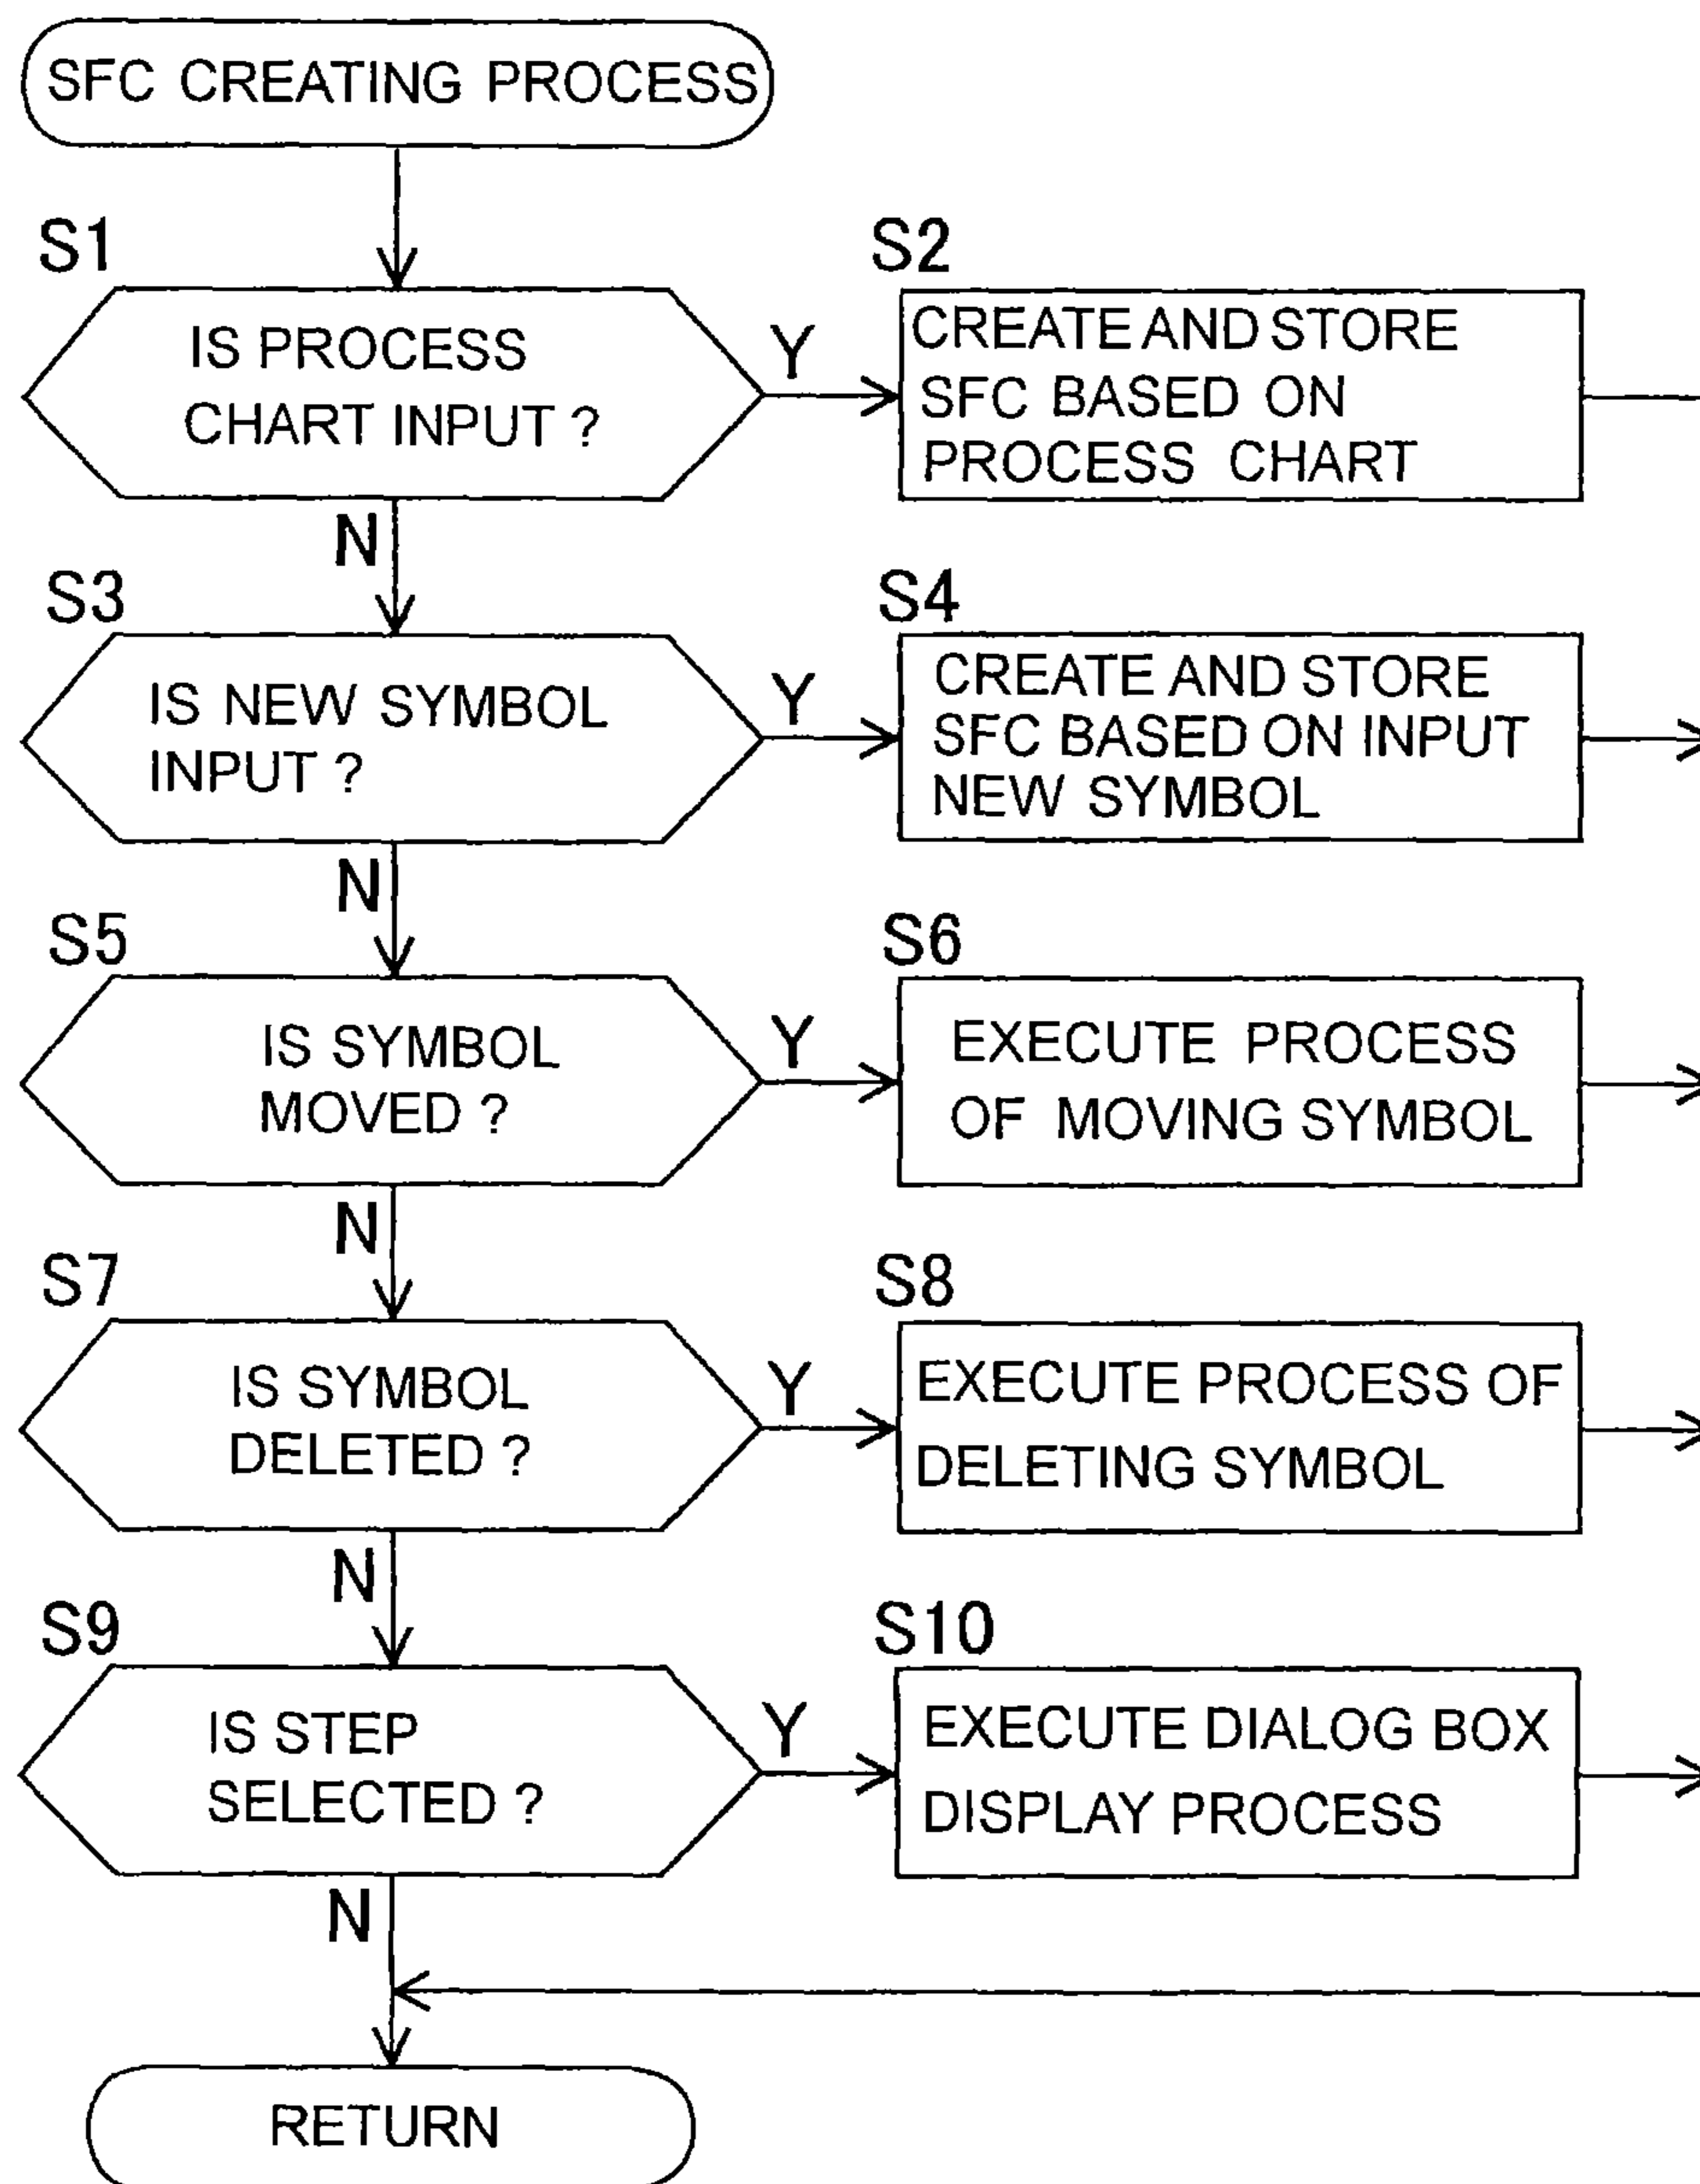 SFC CREATING PROCESS
S1
IS PROCESS
CHART INPUT ?
Y
S2
CREATE AND STORE
SFC BASED ON
PROCESS CHART
N
S3
IS NEW SYMBOL
INPUT ?
Y
S4
CREATE AND STORE
SFC BASED ON INPUT
NEW SYMBOL
N
S5
IS SYMBOL
MOVED ?
Y
S6
EXECUTE PROCESS
OF MOVING SYMBOL
N
S7
IS SYMBOL
DELETED ?
Y
S8
EXECUTE PROCESS OF
DELETING SYMBOL
N
S9
IS STEP
SELECTED ?
Y
S10
EXECUTE DIALOG BOX
DISPLAY PROCESS
N
RETURN